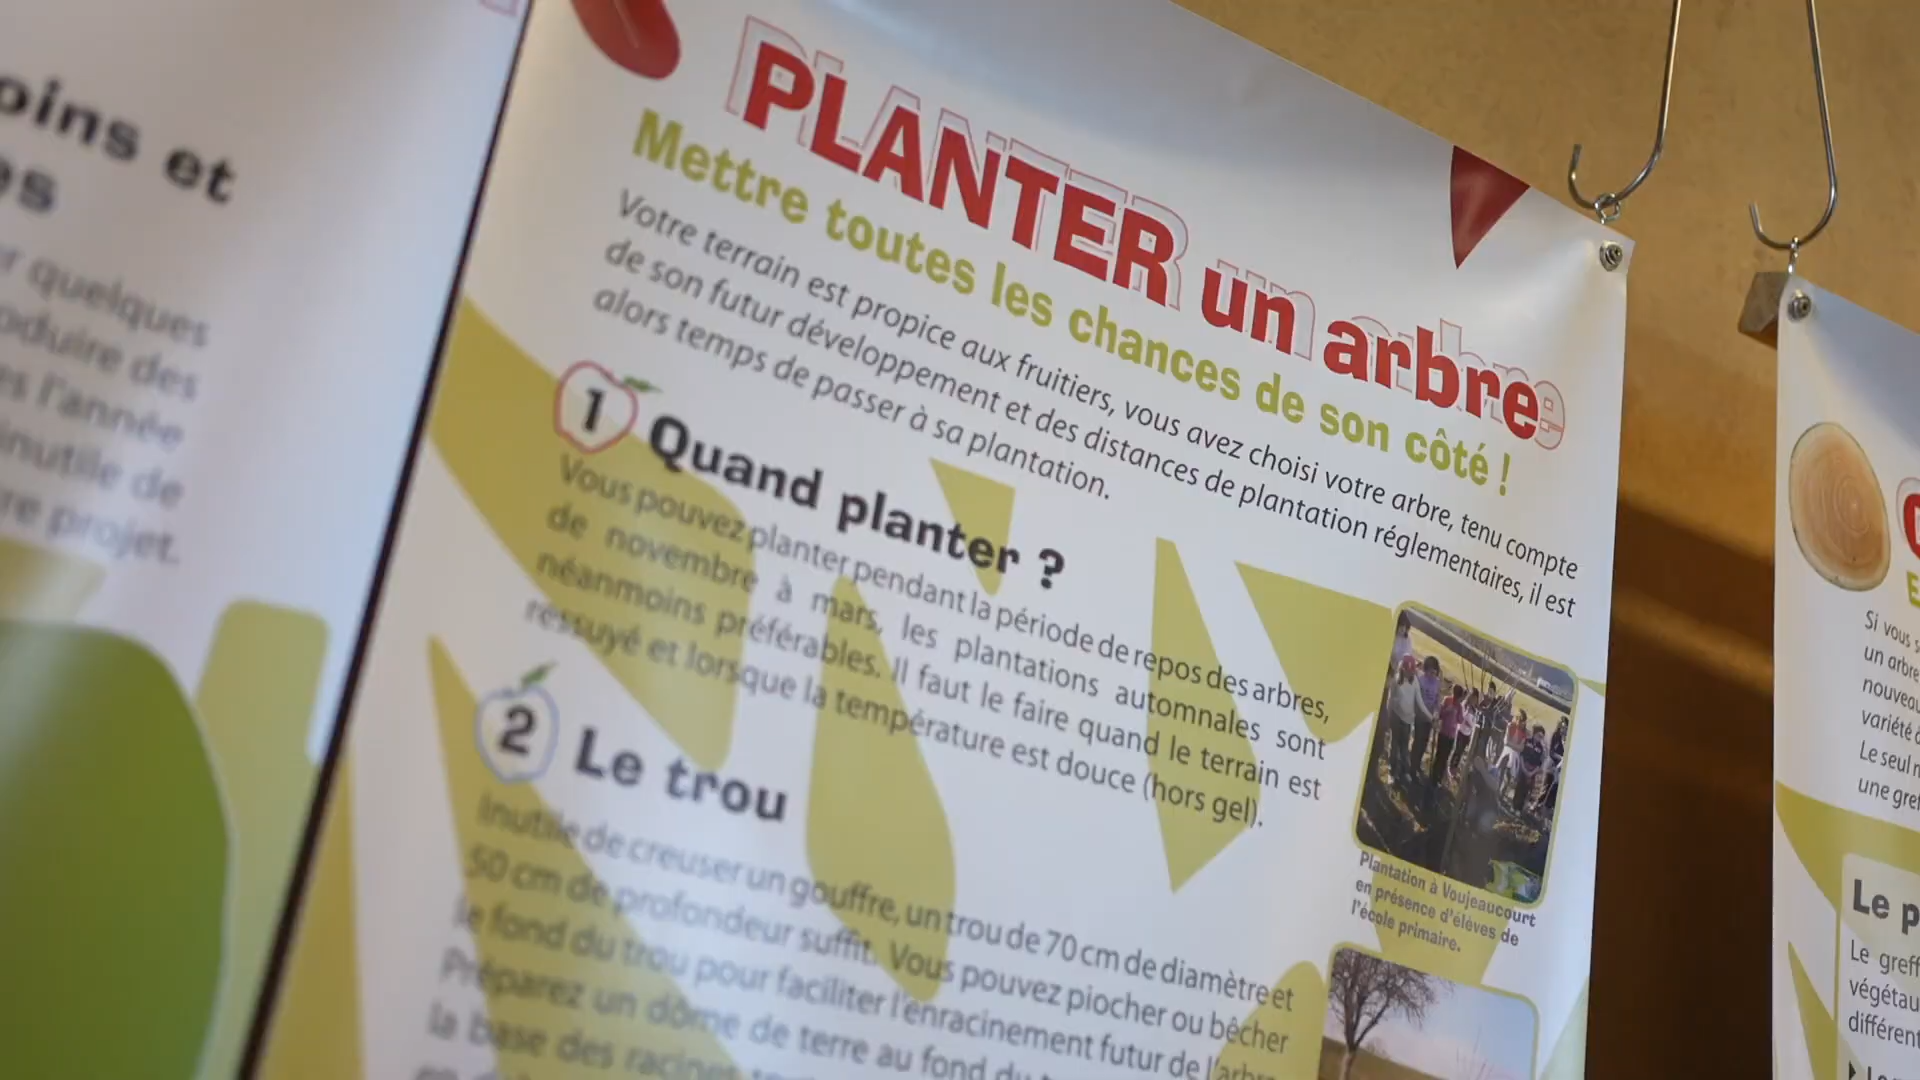 oins et
es
r quelques
oduire des
es l'année
inutile de
re projet.
PLANTER un arbre
Mettre toutes les chances de son côté !
Votre terrain est propice aux fruitiers, vous avez choisi votre arbre, tenu compte
de son futur développement et des distances de plantation réglementaires, il est
alors temps de passer à sa plantation.
1 Quand planter ?
Vous pouvez planter pendant la période de repos des arbres,
de novembre à mars, les plantations automnales sont
néanmoins préférables. Il faut le faire quand le terrain est
ressuyé et lorsque la température est douce (hors gel).
2 Le trou
Inutile de creuser un gouffre, un trou de 70 cm de diamètre et
50 cm de profondeur suffit. Vous pouvez piocher ou bêcher
le fond du trou pour faciliter l'enracinement futur de l'arbre
Préparez un dôme de terre au fond du
la base des racines
Plantation à Voujeaucourt
en présence d'élèves de
l'école primaire.
Si vous s
un arbre
nouveau
variété
Le seul
une gref
Le p
Le greff
végétau
différent